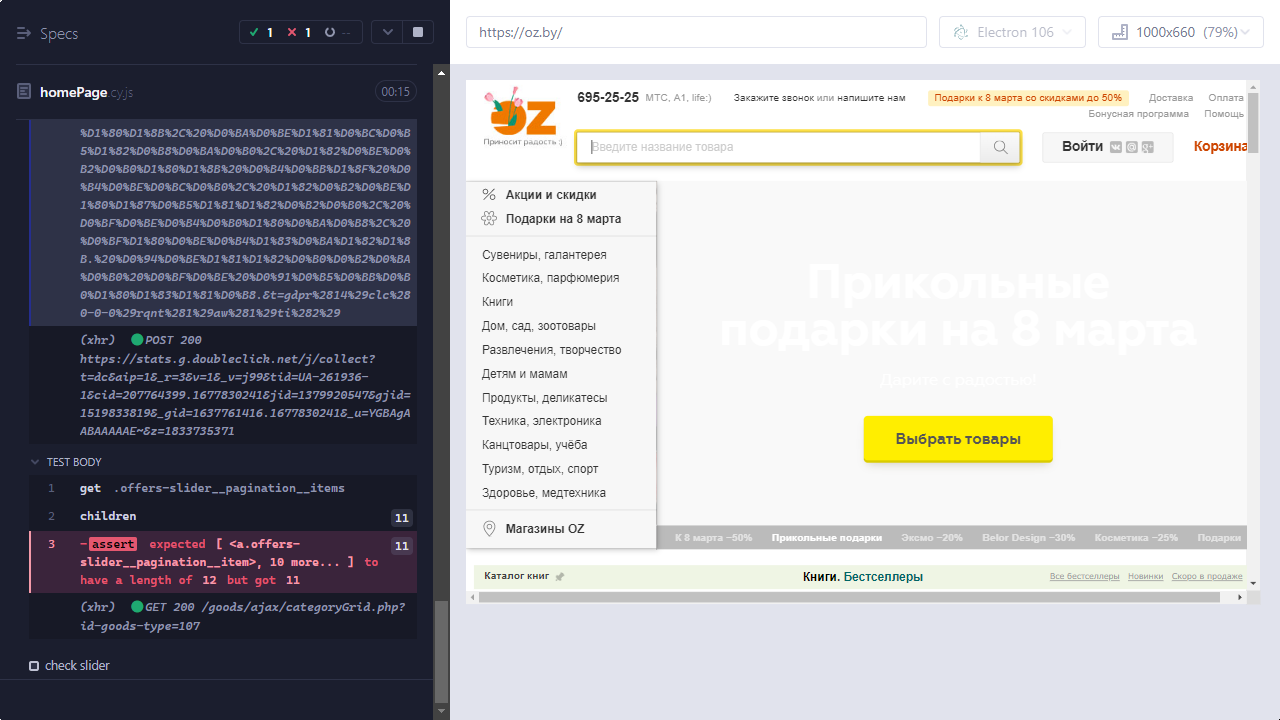 Specs
1
1
--
homePage.cy.js
00:15
%D1%80%D1%8B%2C%20%D0%BA%D0%BE%D1%81%D0%BC%D0%B
5%D1%82%D0%B8%D0%BA%D0%B0%2C%20%D1%82%D0%BE%D0%
B2%D0%B0%D1%80%D1%8B%20%D0%B4%D0%BB%D1%8F%20%D0
%B4%D0%BE%D0%BC%D0%B0%2C%20%D1%82%D0%B2%D0%BE%D
1%80%D1%87%D0%B5%D1%81%D1%82%D0%B2%D0%B0%2C%20%
D0%BF%D0%BE%D0%B4%D0%B0%D1%80%D0%BA%D0%B8%2C%20
%D0%BF%D1%80%D0%BE%D0%B4%D1%83%D0%BA%D1%82%D1%8
B.%20%D0%94%D0%BE%D1%81%D1%82%D0%B0%D0%B2%D0%BA
%D0%B0%20%D0%BF%D0%BE%20%D0%91%D0%B5%D0%BB%D0%B
0%D1%80%D1%83%D1%81%D0%B8.&t=gdpr%2814%29clc%28
0-0-0%29rqnt%281%29aw%281%29ti%282%29
(xhr) POST 200
https://stats.g.doubleclick.net/j/collect?
t=dc&aip=1&_r=3&v=1&_v=j99&tid=UA-261936-
1&cid=207764399.1677830241&jid=1379920547&gjid=
1519833819&_gid=1637761416.1677830241&_u=YGBAgA
ABAAAAAE~&z=1833735371
TEST BODY
1 get .offers-slider__pagination__items
2 children 11
3 -assert expected [ <a.offers- 11
slider__pagination__item>, 10 more... ] to
have a length of 12 but got 11
(xhr) GET 200 /goods/ajax/categoryGrid.php?
id-goods-type=107
check slider
https://oz.by/
Electron 106
1000x660 (79%)
OZ
Приносит радость :)
695-25-25 МТС, A1, life:) Закажите звонок или напишите нам
Подарки к 8 марта со скидками до 50% Доставка Оплата
Бонусная программа Помощь
Введите название товара
Войти
Корзина
Акции и скидки
Подарки на 8 марта
Сувениры, галантерея
Косметика, парфюмерия
Книги
Дом, сад, зоотовары
Развлечения, творчество
Детям и мамам
Продукты, деликатесы
Техника, электроника
Канцтовары, учёба
Туризм, отдых, спорт
Здоровье, медтехника
Магазины OZ
Прикольные
подарки на 8 марта
Дарите с радостью!
Выбрать товары
К 8 марта −50% Прикольные подарки Эксмо −20% Belor Design −30% Косметика −25% Подарки
Каталог книг
Книги. Бестселлеры
Все бестселлеры Новинки Скоро в продаже